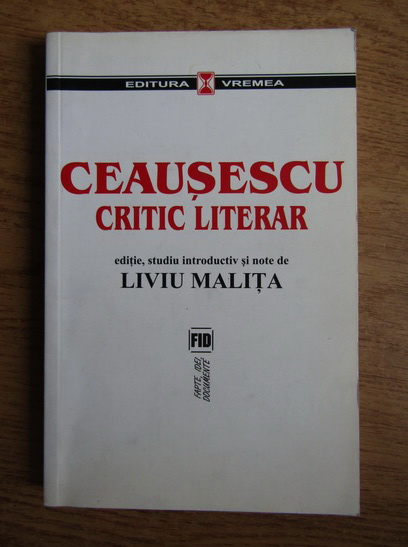 EDITURA VREMEA
CEAUȘESCU
CRITIC LITERAR
ediție, studiu introductiv și note de
LIVIU MALIȚA
FID
FAPTE, IDEI,
DOCUMENTE